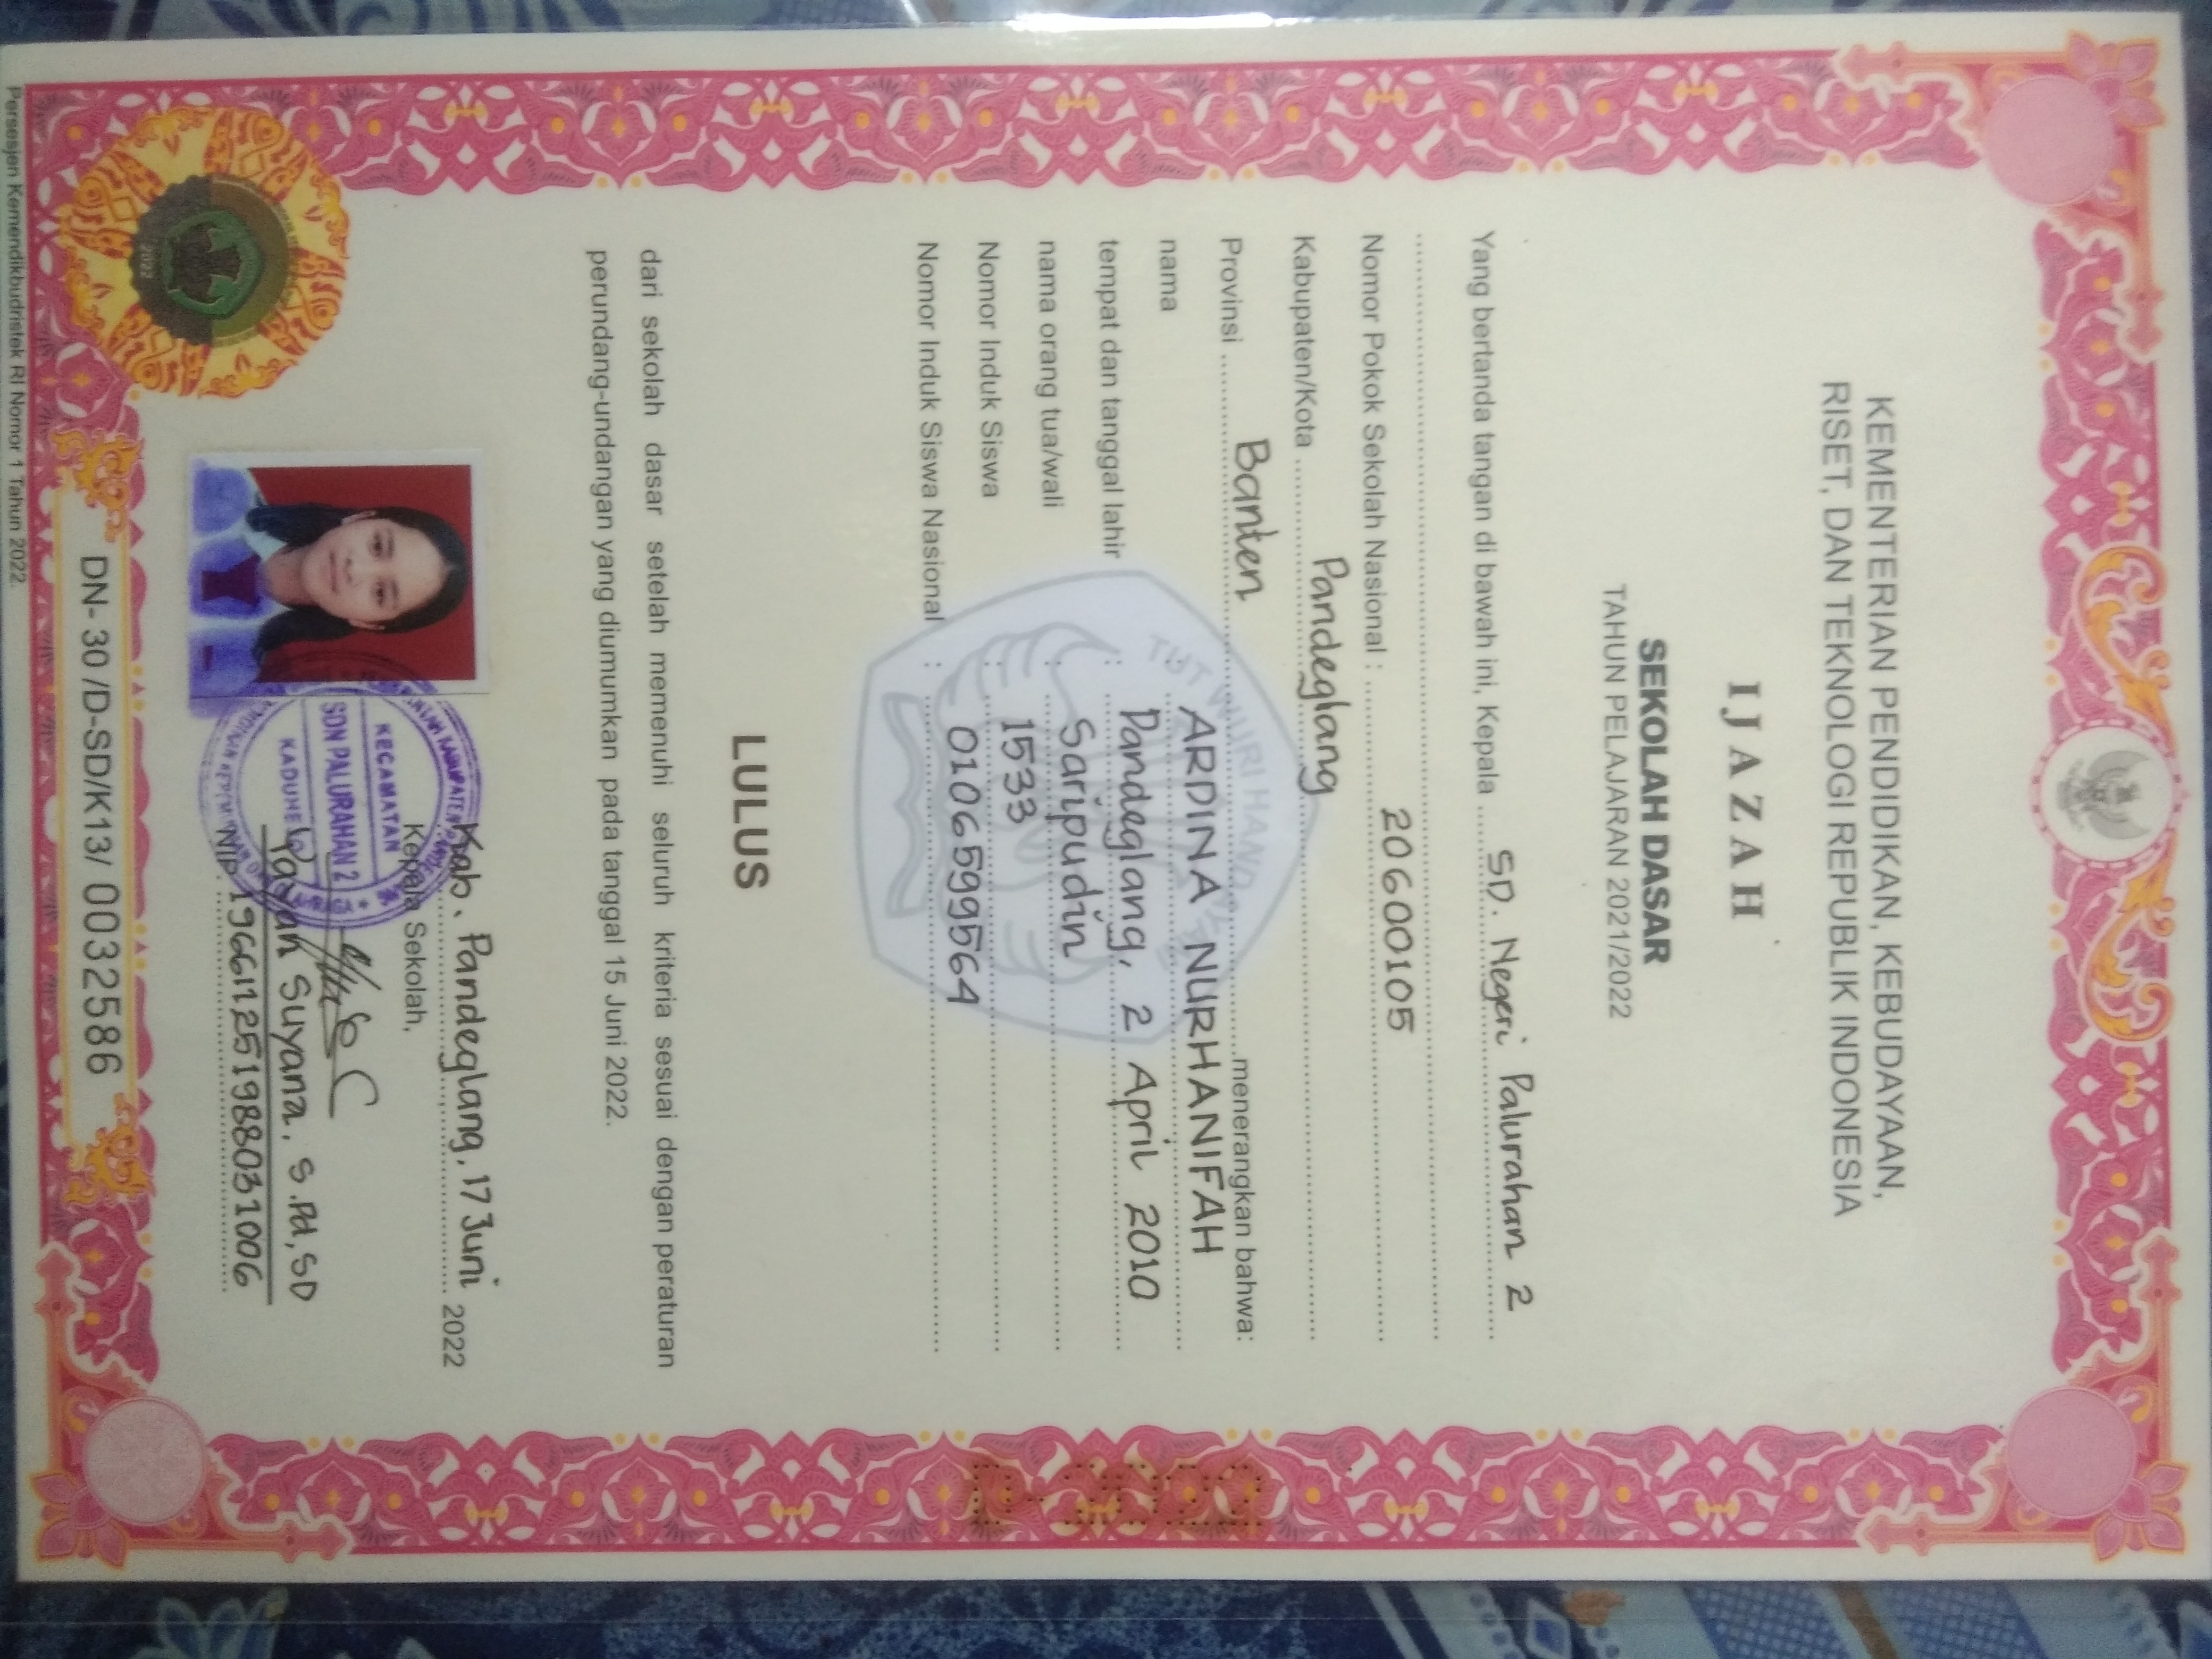 KEMENTERIAN PENDIDIKAN, KEBUDAYAAN,
RISET, DAN TEKNOLOGI REPUBLIK INDONESIA
IJAZAH
SEKOLAH DASAR
TAHUN PELAJARAN 2021/2022
Yang bertanda tangan di bawah ini, Kepala SD. Negeri Palurahan 2
Nomor Pokok Sekolah Nasional : 20600105
Kabupaten/Kota Pandeglang
Provinsi Banten menerangkan bahwa:
nama ARDINA NURHANIFAH
tempat dan tanggal lahir : Pandeglang, 2 April 2010
nama orang tua/wali : Saripudin
Nomor Induk Siswa : 1533
Nomor Induk Siswa Nasional : 0106599564
TUT WURI HANDAYANI
LULUS
dari sekolah dasar setelah memenuhi seluruh kriteria sesuai dengan peraturan
perundang-undangan yang diumumkan pada tanggal 15 Juni 2022.
Kab. Pandeglang, 17 Juni 2022
Kepala Sekolah,
KECAMATAN
SDN PALURAHAN 2
Suyana, S.Pd, SD
NIP 196611251988031006
2022
DN- 30 /D-SD/K13/ 0032586
Persesjen Kemendikbudristek RI Nomor 1 Tahun 2022.